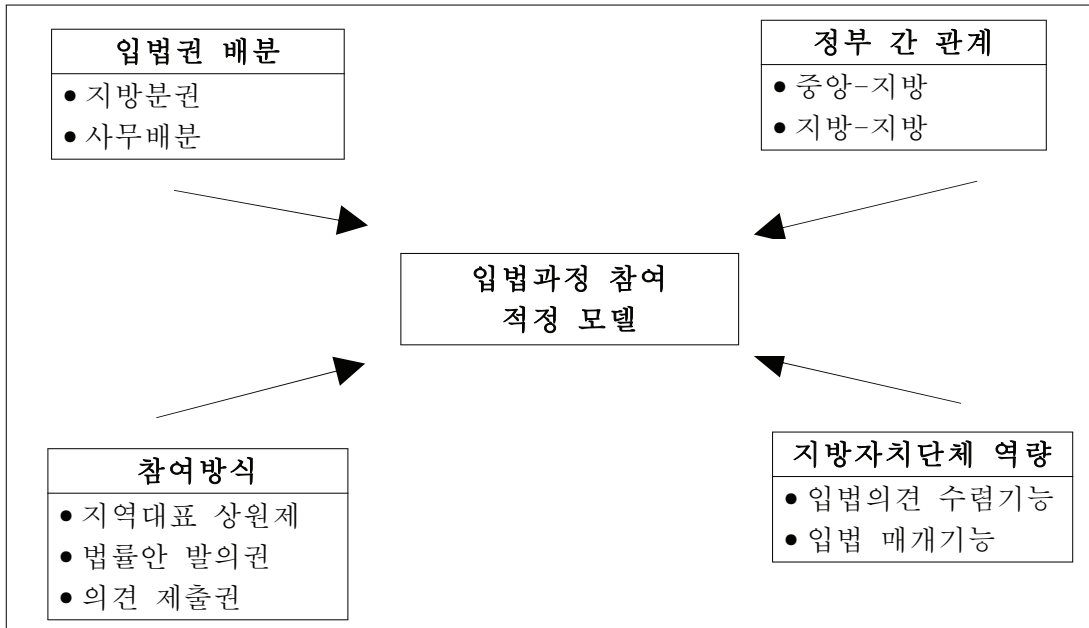 입법권 배분
● 지방분권
● 사무배분
정부 간 관계
● 중앙-지방
● 지방-지방
입법과정 참여
적정 모델
참여방식
● 지역대표 상원제
● 법률안 발의권
● 의견 제출권
지방자치단체 역량
● 입법의견 수렴기능
● 입법 매개기능